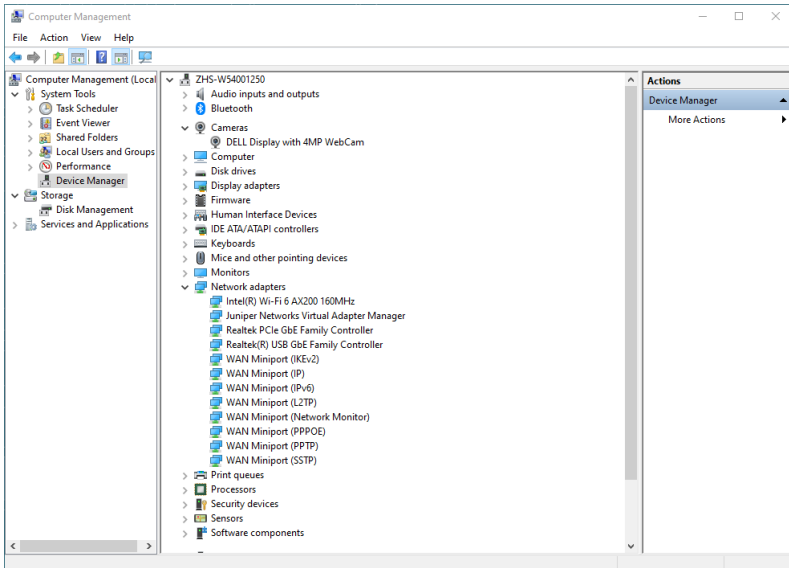 Computer Management
File Action View Help
Computer Management (Local
System Tools
Task Scheduler
Event Viewer
Shared Folders
Local Users and Groups
Performance
Device Manager
Storage
Disk Management
Services and Applications
ZHS-W54001250
Audio inputs and outputs
Bluetooth
Cameras
DELL Display with 4MP WebCam
Computer
Disk drives
Display adapters
Firmware
Human Interface Devices
IDE ATA/ATAPI controllers
Keyboards
Mice and other pointing devices
Monitors
Network adapters
Intel(R) Wi-Fi 6 AX200 160MHz
Juniper Networks Virtual Adapter Manager
Realtek PCIe GbE Family Controller
Realtek(R) USB GbE Family Controller
WAN Miniport (IKEv2)
WAN Miniport (IP)
WAN Miniport (IPv6)
WAN Miniport (L2TP)
WAN Miniport (Network Monitor)
WAN Miniport (PPPOE)
WAN Miniport (PPTP)
WAN Miniport (SSTP)
Print queues
Processors
Security devices
Sensors
Software components
Actions
Device Manager
More Actions